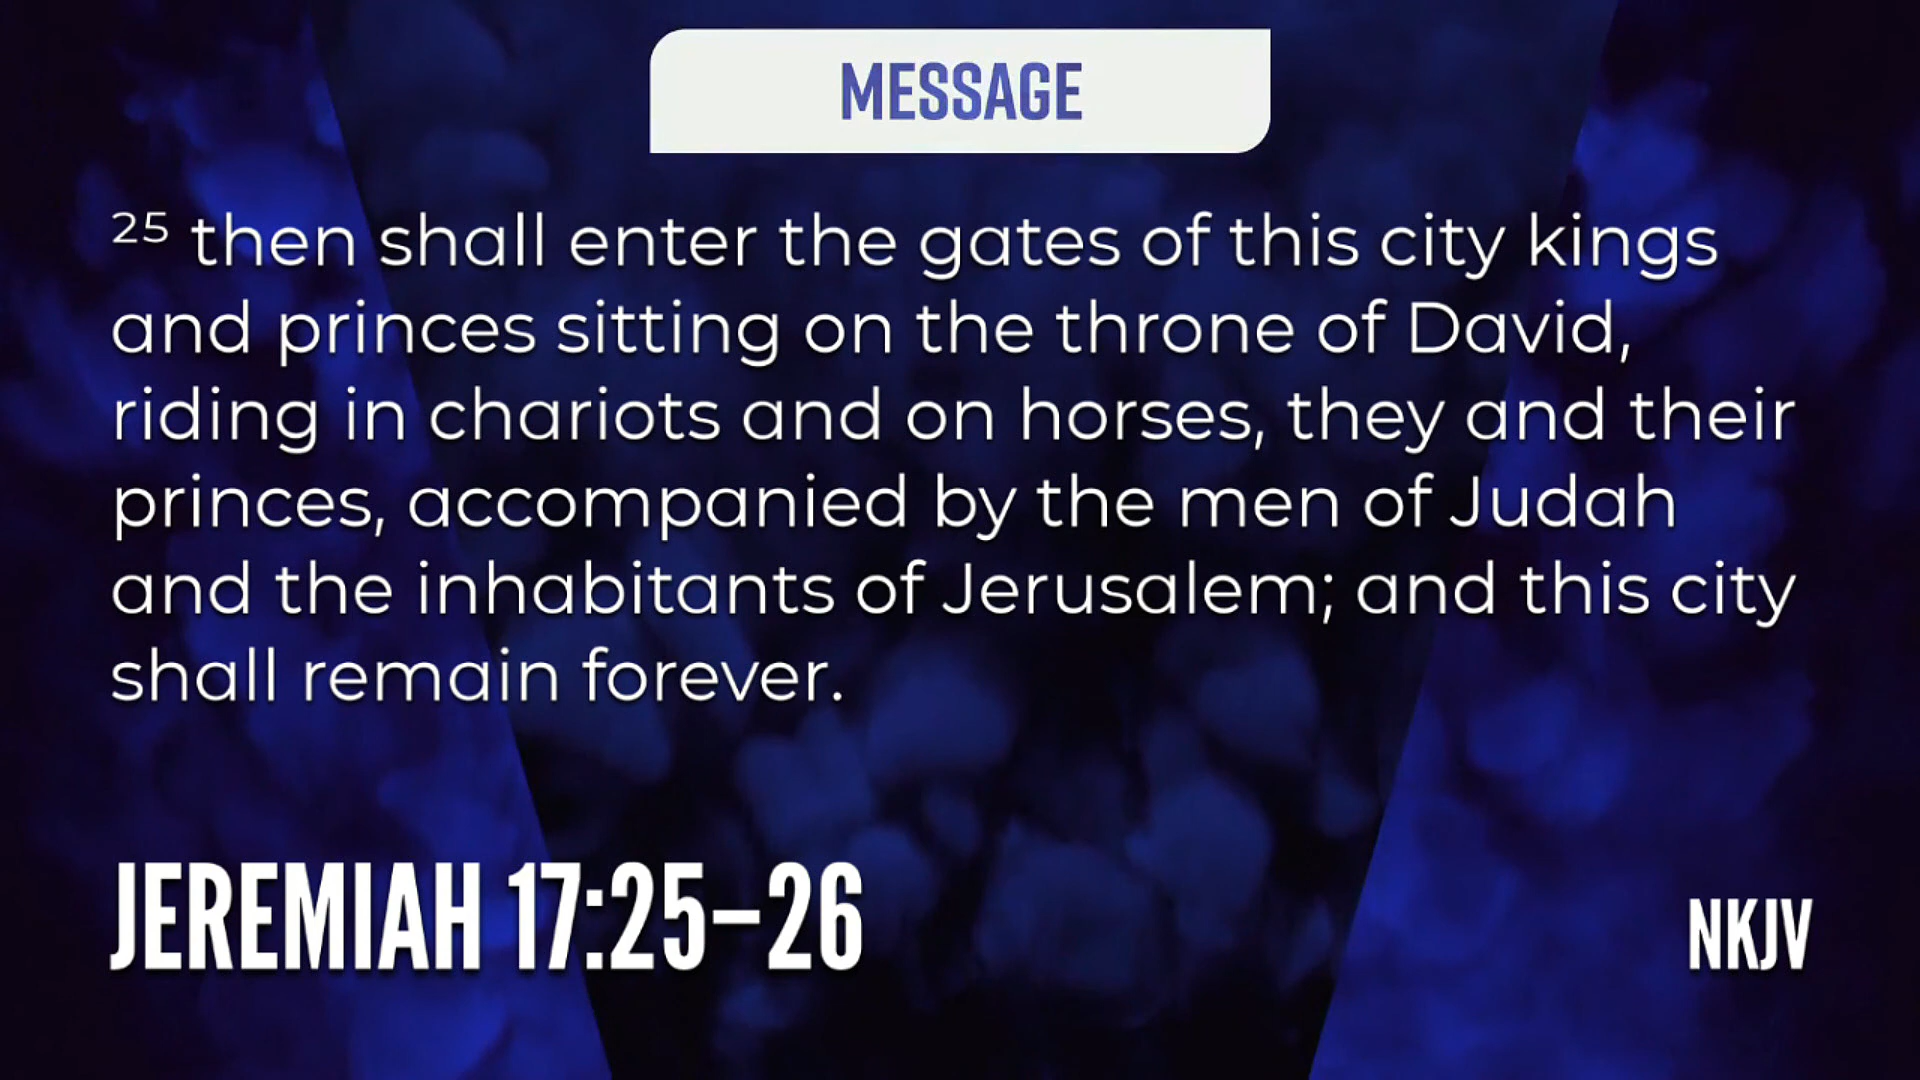 MESSAGE
25 then shall enter the gates of this city kings
and princes sitting on the throne of David,
riding in chariots and on horses, they and their
princes, accompanied by the men of Judah
and the inhabitants of Jerusalem; and this city
shall remain forever.
JEREMIAH 17:25–26
NKJV